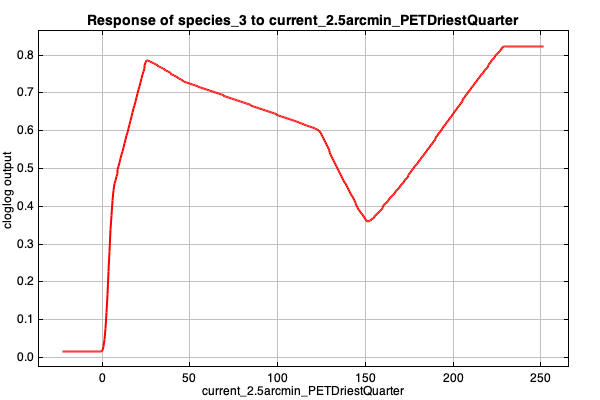 Response of species_3 to current_2.5arcmin_PETDriestQuarter
cloglog output
0.8
0.7
0.6
0.5
0.4
0.3
0.2
0.1
0.0
0 50 100 150 200 250
current_2.5arcmin_PETDriestQuarter